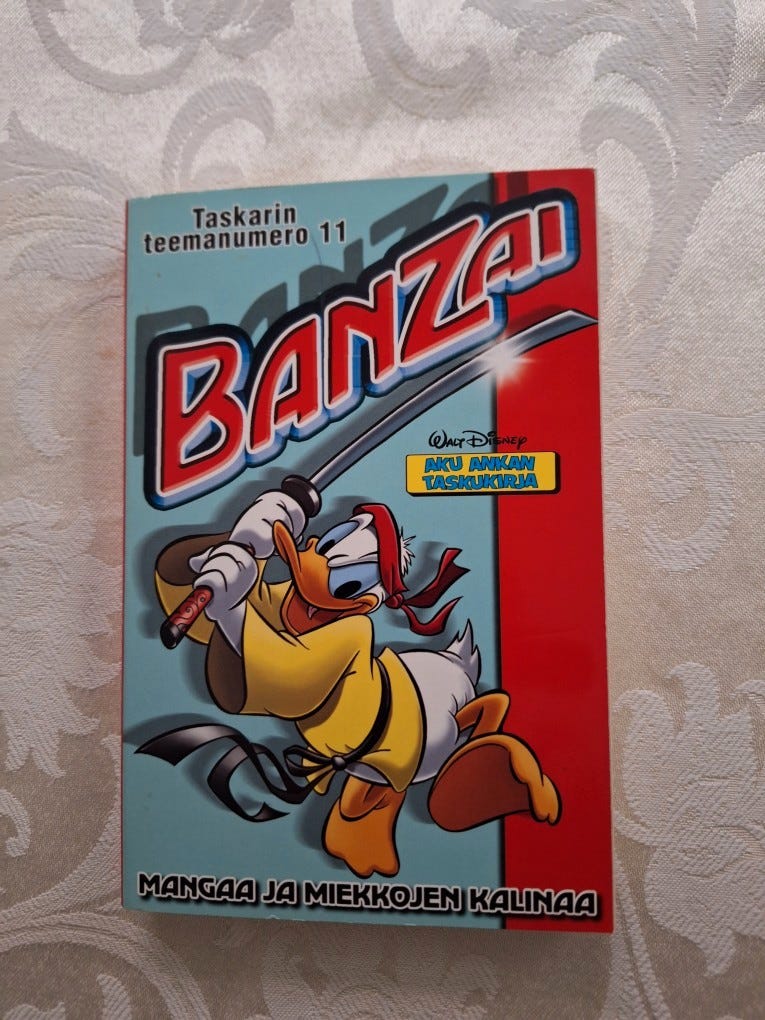 Taskarin
teemanumero 11
BANZAI
WALT DISNEY
AKU ANKAN
TASKUKIRJA
MANGAA JA MIEKKOJEN KALINAA